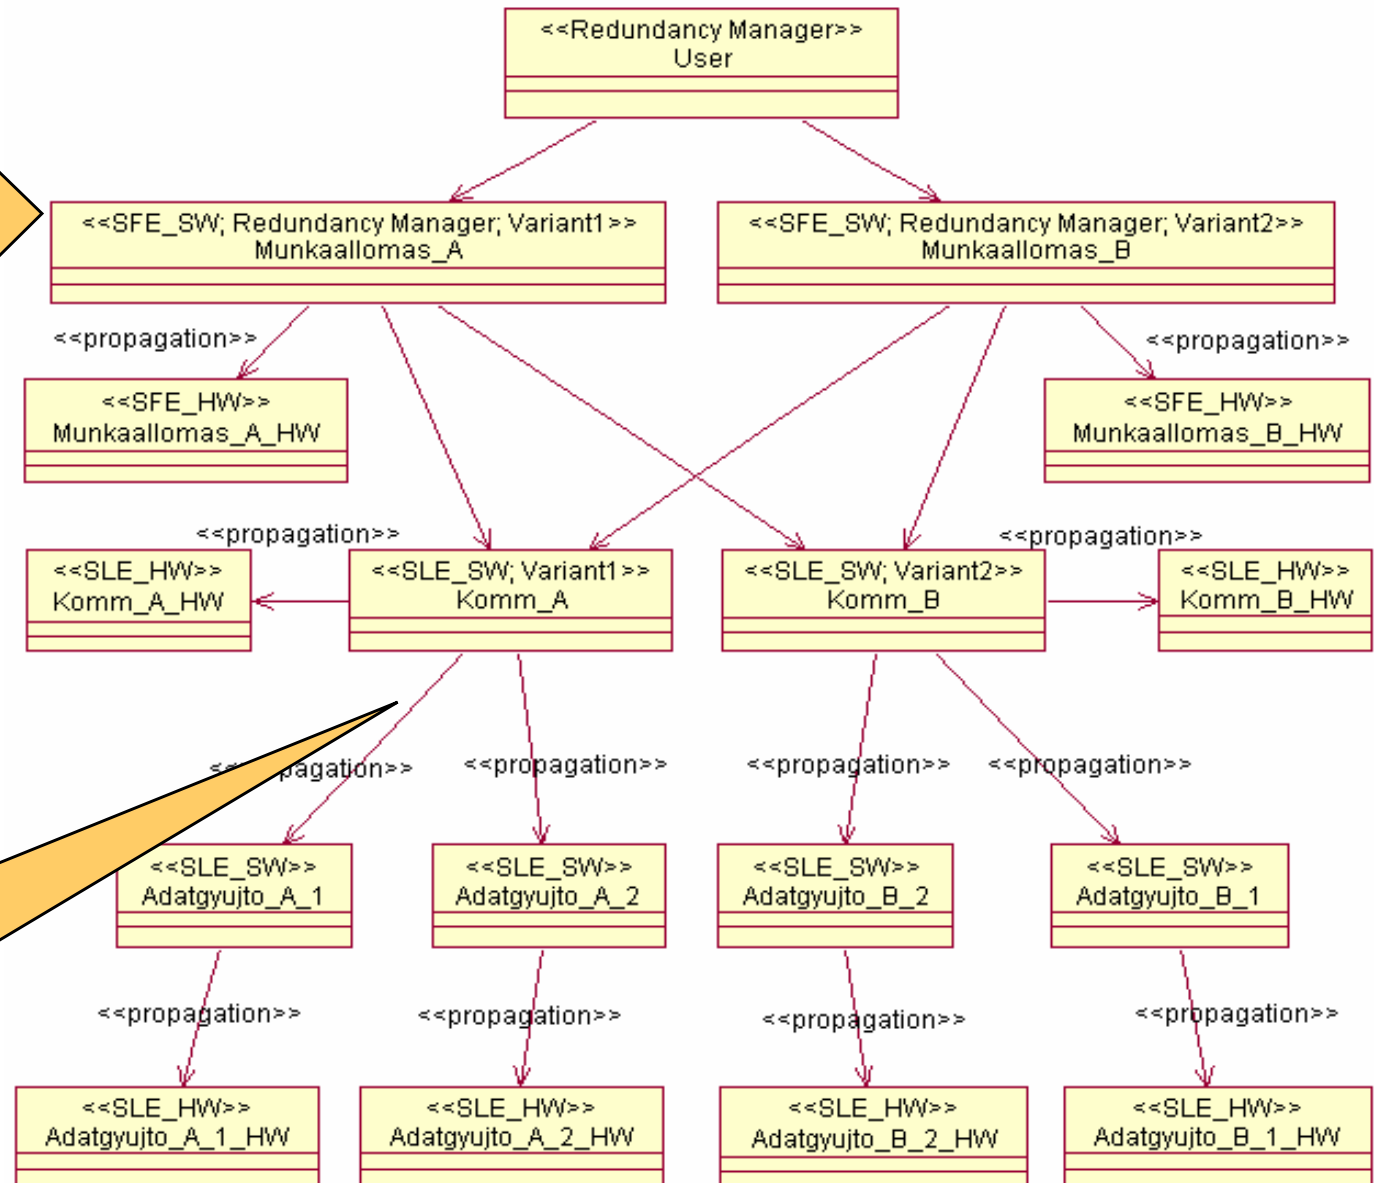 <<Redundancy Manager>>
User
<<SFE_SW; Redundancy Manager; Variant1>>
Munkaallomas_A
<<SFE_SW; Redundancy Manager; Variant2>>
Munkaallomas_B
<<propagation>>
<<propagation>>
<<SFE_HW>>
Munkaallomas_A_HW
<<SFE_HW>>
Munkaallomas_B_HW
<<propagation>>
<<propagation>>
<<SLE_HW>>
Komm_A_HW
<<SLE_SW; Variant1>>
Komm_A
<<SLE_SW; Variant2>>
Komm_B
<<SLE_HW>>
Komm_B_HW
<<propagation>>
<<propagation>>
<<propagation>>
<<propagation>>
<<SLE_SW>>
Adatgyujto_A_1
<<SLE_SW>>
Adatgyujto_A_2
<<SLE_SW>>
Adatgyujto_B_2
<<SLE_SW>>
Adatgyujto_B_1
<<propagation>>
<<propagation>>
<<propagation>>
<<propagation>>
<<SLE_HW>>
Adatgyujto_A_1_HW
<<SLE_HW>>
Adatgyujto_A_2_HW
<<SLE_HW>>
Adatgyujto_B_2_HW
<<SLE_HW>>
Adatgyujto_B_1_HW